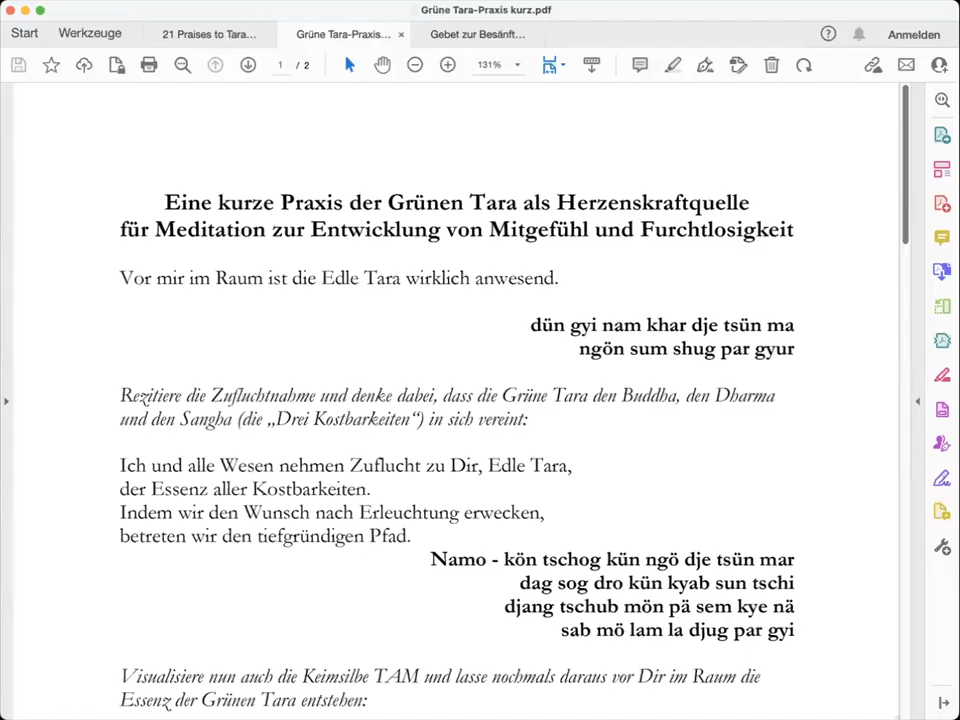 Grüne Tara-Praxis kurz.pdf
Start Werkzeuge 21 Praises to Tara... Grüne Tara-Praxis... × Gebet zur Besänft... Anmelden
1 / 2 131%
Eine kurze Praxis der Grünen Tara als Herzenskraftquelle
für Meditation zur Entwicklung von Mitgefühl und Furchtlosigkeit
Vor mir im Raum ist die Edle Tara wirklich anwesend.
dün gyi nam khar dje tsün ma
ngön sum shug par gyur
Rezitiere die Zufluchtnahme und denke dabei, dass die Grüne Tara den Buddha, den Dharma
und den Sangha (die „Drei Kostbarkeiten“) in sich vereint:
Ich und alle Wesen nehmen Zuflucht zu Dir, Edle Tara,
der Essenz aller Kostbarkeiten.
Indem wir den Wunsch nach Erleuchtung erwecken,
betreten wir den tiefgründigen Pfad.
Namo - kön tschog kün ngö dje tsün mar
dag sog dro kün kyab sun tschi
djang tschub mön pä sem kye nä
sab mö lam la djug par gyi
Visualisiere nun auch die Keimsilbe TAM und lasse nochmals daraus vor Dir im Raum die
Essenz der Grünen Tara entstehen: